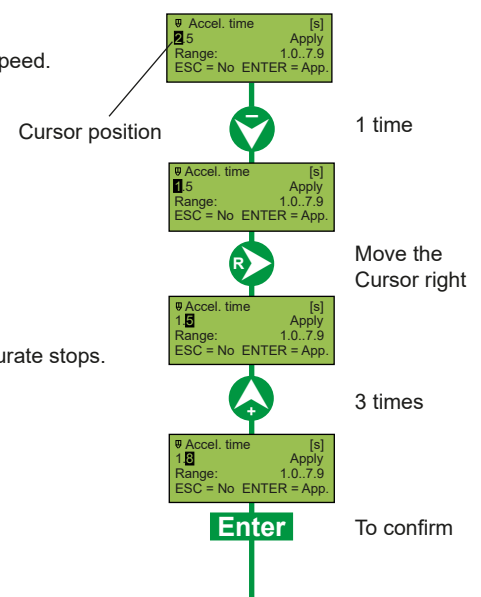 Accel. time [s]
2.5 Apply
Range: 1.0..7.9
ESC = No ENTER = App.
peed.
Cursor position
–
1 time
Accel. time [s]
1.5 Apply
Range: 1.0..7.9
ESC = No ENTER = App.
R
Move the
Cursor right
Accel. time [s]
1.5 Apply
Range: 1.0..7.9
ESC = No ENTER = App.
urate stops.
+
3 times
Accel. time [s]
1.8 Apply
Range: 1.0..7.9
ESC = No ENTER = App.
Enter
To confirm